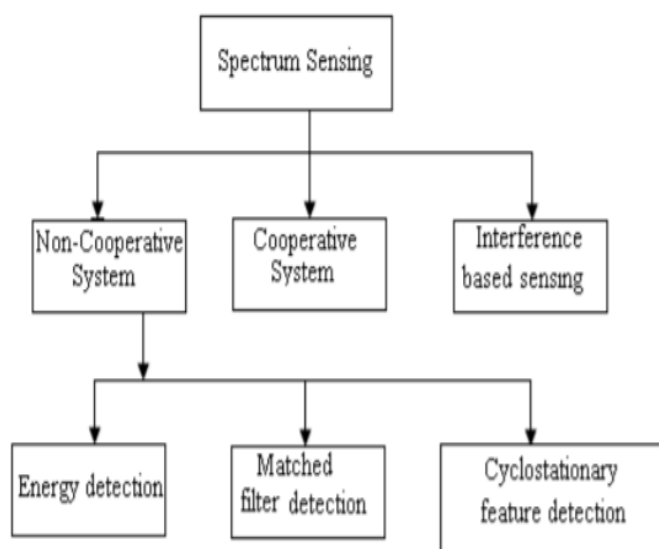 Spectrum Sensing
Non-Cooperative
System
Cooperative
System
Interference
based sensing
Energy detection
Matched
filter detection
Cyclostationary
feature detection